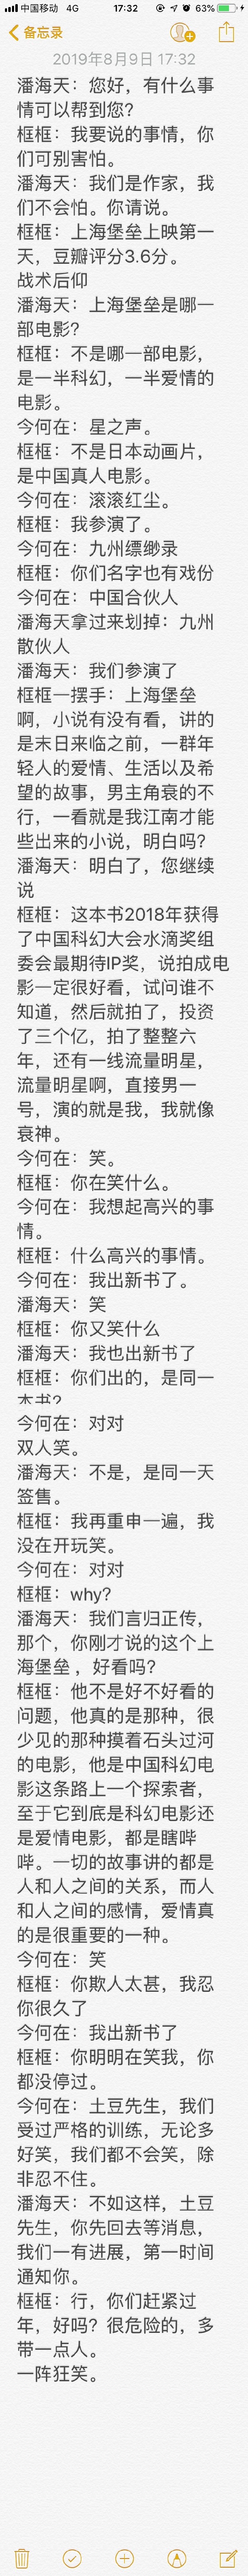 中国移动 4G 17:32 63%
备忘录
2019年8月9日 17:32
潘海天：您好，有什么事
情可以帮到您？
框框：我要说的事情，你
们可别害怕。
潘海天：我们是作家，我
们不会怕。你请说。
框框：上海堡垒上映第一
天，豆瓣评分3.6分。
战术后仰
潘海天：上海堡垒是哪一
部电影？
框框：不是哪一部电影，
是一半科幻，一半爱情的
电影。
今何在：星之声。
框框：不是日本动画片，
是中国真人电影。
今何在：滚滚红尘。
框框：我参演了。
今何在：九州缥缈录
框框：你们名字也有戏份
今何在：中国合伙人
潘海天拿过来划掉：九州
散伙人
潘海天：我们参演了
框框一摆手：上海堡垒
啊，小说有没有看，讲的
是末日来临之前，一群年
轻人的爱情、生活以及希
望的故事，男主角衰的不
行，一看就是我江南才能
些出来的小说，明白吗？
潘海天：明白了，您继续
说
框框：这本书2018年获得
了中国科幻大会水滴奖组
委会最期待IP奖，说拍成电
影一定很好看，试问谁不
知道，然后就拍了，投资
了三个亿，拍了整整六
年，还有一线流量明星，
流量明星啊，直接男一
号，演的就是我，我就像
衰神。
今何在：笑。
框框：你在笑什么。
今何在：我想起高兴的事
情。
框框：什么高兴的事情。
今何在：我出新书了。
潘海天：笑
框框：你又笑什么
潘海天：我也出新书了
框框：你们出的，是同一
本书？
今何在：对对
双人笑。
潘海天：不是，是同一天
签售。
框框：我再重申一遍，我
没在开玩笑。
今何在：对对
框框：why?
潘海天：我们言归正传，
那个，你刚才说的这个上
海堡垒，好看吗？
框框：他不是好不好看的
问题，他真的是那种，很
少见的那种摸着石头过河
的电影，他是中国科幻电
影这条路上一个探索者，
至于它到底是科幻电影还
是爱情电影，都是瞎哔
哔。一切的故事讲的都是
人和人之间的关系，而人
和人之间的感情，爱情真
的是很重要的一种。
今何在：笑
框框：你欺人太甚，我忍
你很久了
今何在：我出新书了
框框：你明明在笑我，你
都没停过。
今何在：土豆先生，我们
受过严格的训练，无论多
好笑，我们都不会笑，除
非忍不住。
潘海天：不如这样，土豆
先生，你先回去等消息，
我们一有进展，第一时间
通知你。
框框：行，你们赶紧过
年，好吗？很危险的，多
带一点人。
一阵狂笑。